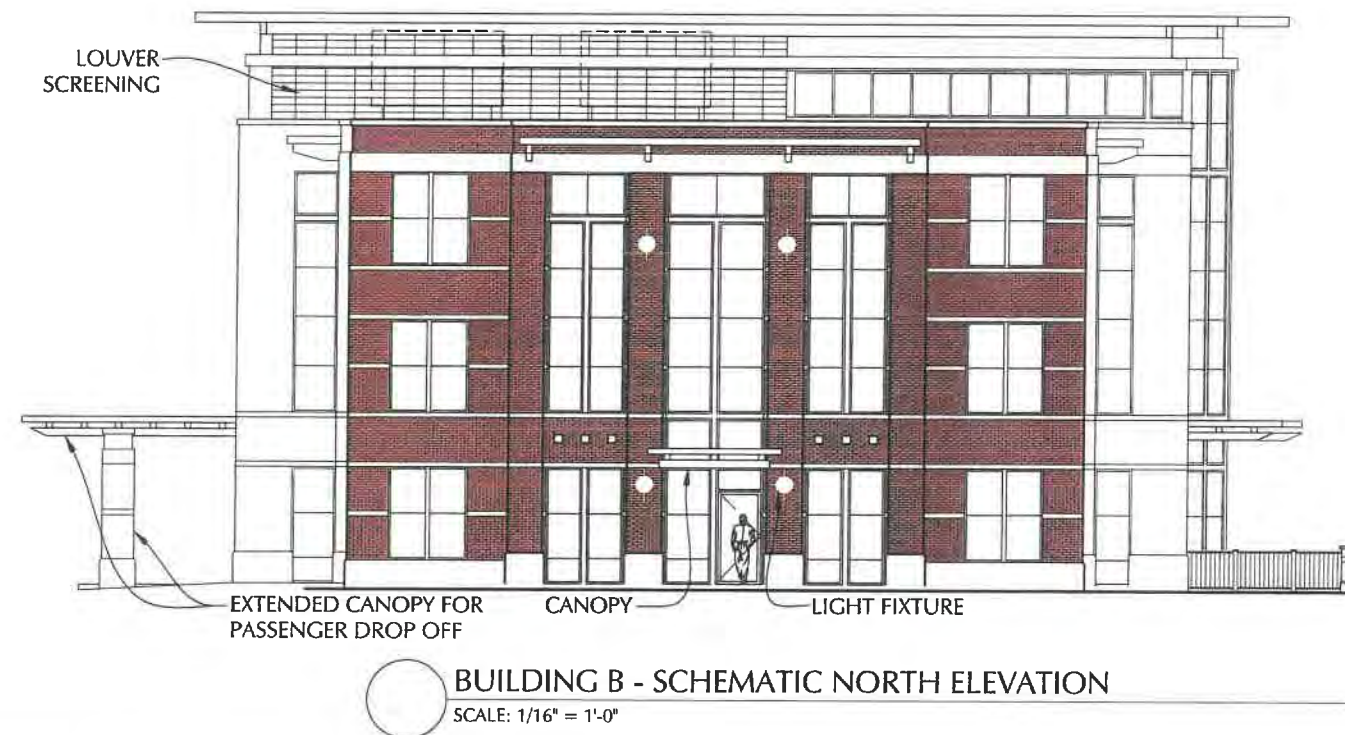 LOUVER
SCREENING
EXTENDED CANOPY FOR
PASSENGER DROP OFF
CANOPY
LIGHT FIXTURE
BUILDING B - SCHEMATIC NORTH ELEVATION
SCALE: 1/16" = 1'-0"